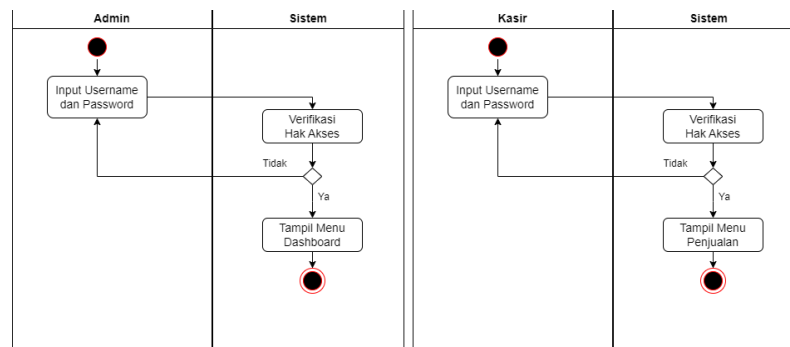 Admin
Sistem
Input Username
dan Password
Verifikasi
Hak Akses
Tidak
Ya
Tampil Menu
Dashboard
Kasir
Sistem
Input Username
dan Password
Verifikasi
Hak Akses
Tidak
Ya
Tampil Menu
Penjualan